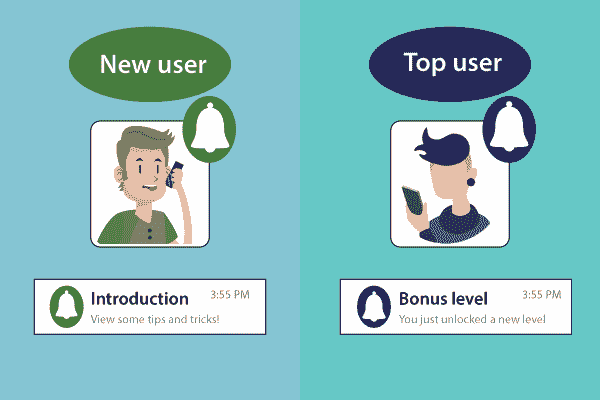 New user
Top user
Introduction 3:55 PM
View some tips and tricks!
Bonus level 3:55 PM
You just unlocked a new level